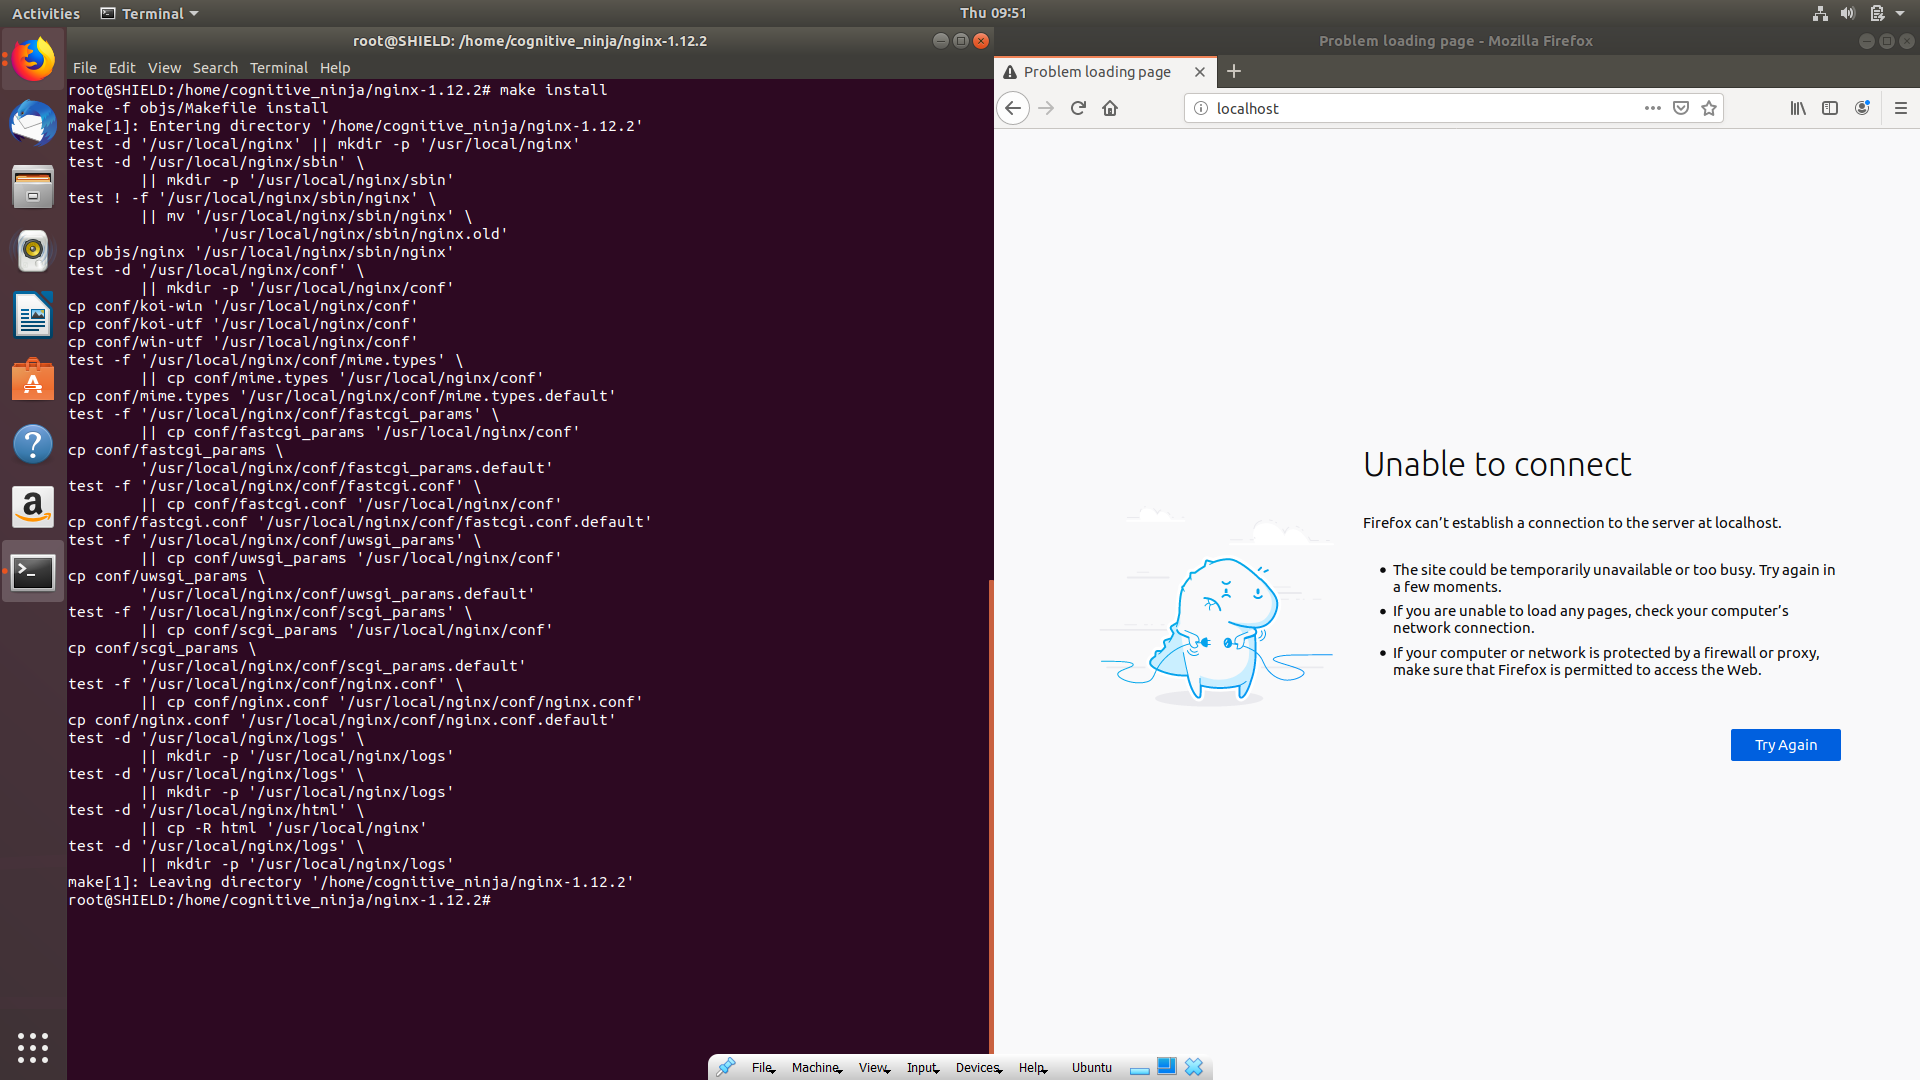 Activities
Terminal
Thu 09:51
root@SHIELD: /home/cognitive_ninja/nginx-1.12.2
File Edit View Search Terminal Help
root@SHIELD:/home/cognitive_ninja/nginx-1.12.2# make install
make -f objs/Makefile install
make[1]: Entering directory '/home/cognitive_ninja/nginx-1.12.2'
test -d '/usr/local/nginx' || mkdir -p '/usr/local/nginx'
test -d '/usr/local/nginx/sbin' \
|| mkdir -p '/usr/local/nginx/sbin'
test ! -f '/usr/local/nginx/sbin/nginx' \
|| mv '/usr/local/nginx/sbin/nginx' \
'/usr/local/nginx/sbin/nginx.old'
cp objs/nginx '/usr/local/nginx/sbin/nginx'
test -d '/usr/local/nginx/conf' \
|| mkdir -p '/usr/local/nginx/conf'
cp conf/koi-win '/usr/local/nginx/conf'
cp conf/koi-utf '/usr/local/nginx/conf'
cp conf/win-utf '/usr/local/nginx/conf'
test -f '/usr/local/nginx/conf/mime.types' \
|| cp conf/mime.types '/usr/local/nginx/conf'
cp conf/mime.types '/usr/local/nginx/conf/mime.types.default'
test -f '/usr/local/nginx/conf/fastcgi_params' \
|| cp conf/fastcgi_params '/usr/local/nginx/conf'
cp conf/fastcgi_params \
'/usr/local/nginx/conf/fastcgi_params.default'
test -f '/usr/local/nginx/conf/fastcgi.conf' \
|| cp conf/fastcgi.conf '/usr/local/nginx/conf'
cp conf/fastcgi.conf '/usr/local/nginx/conf/fastcgi.conf.default'
test -f '/usr/local/nginx/conf/uwsgi_params' \
|| cp conf/uwsgi_params '/usr/local/nginx/conf'
cp conf/uwsgi_params \
'/usr/local/nginx/conf/uwsgi_params.default'
test -f '/usr/local/nginx/conf/scgi_params' \
|| cp conf/scgi_params '/usr/local/nginx/conf'
cp conf/scgi_params \
'/usr/local/nginx/conf/scgi_params.default'
test -f '/usr/local/nginx/conf/nginx.conf' \
|| cp conf/nginx.conf '/usr/local/nginx/conf/nginx.conf'
cp conf/nginx.conf '/usr/local/nginx/conf/nginx.conf.default'
test -d '/usr/local/nginx/logs' \
|| mkdir -p '/usr/local/nginx/logs'
test -d '/usr/local/nginx/logs' \
|| mkdir -p '/usr/local/nginx/logs'
test -d '/usr/local/nginx/html' \
|| cp -R html '/usr/local/nginx'
test -d '/usr/local/nginx/logs' \
|| mkdir -p '/usr/local/nginx/logs'
make[1]: Leaving directory '/home/cognitive_ninja/nginx-1.12.2'
root@SHIELD:/home/cognitive_ninja/nginx-1.12.2#
Problem loading page - Mozilla Firefox
Problem loading page
localhost
Unable to connect
Firefox can’t establish a connection to the server at localhost.
• The site could be temporarily unavailable or too busy. Try again in
a few moments.
• If you are unable to load any pages, check your computer’s
network connection.
• If your computer or network is protected by a firewall or proxy,
make sure that Firefox is permitted to access the Web.
Try Again
File Machine View Input Devices Help Ubuntu